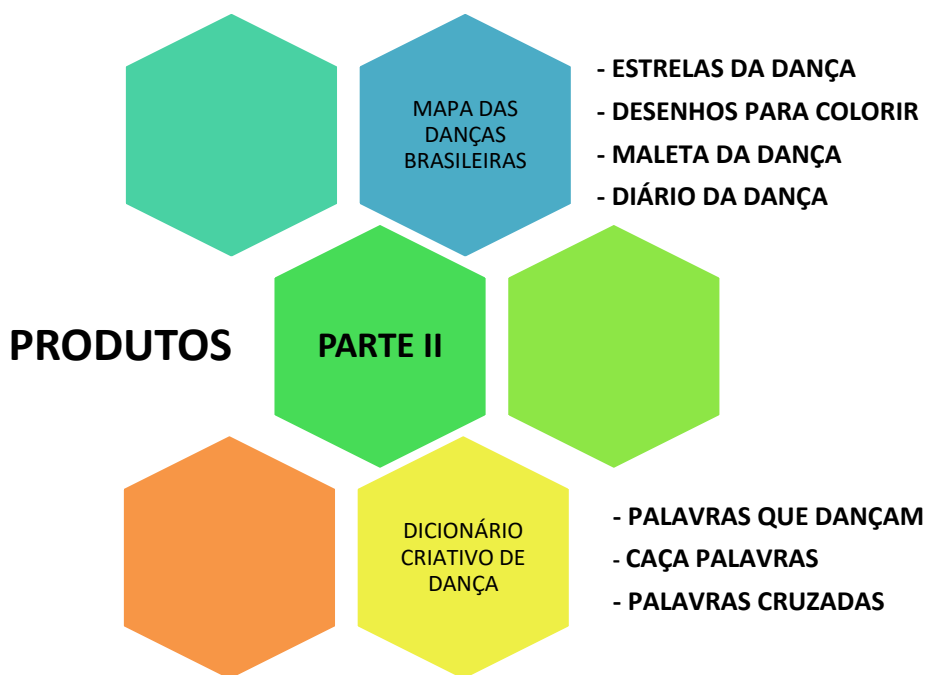 MAPA DAS
DANÇAS
BRASILEIRAS
- ESTRELAS DA DANÇA
- DESENHOS PARA COLORIR
- MALETA DA DANÇA
- DIÁRIO DA DANÇA
PRODUTOS
PARTE II
DICIONÁRIO
CRIATIVO DE
DANÇA
- PALAVRAS QUE DANÇAM
- CAÇA PALAVRAS
- PALAVRAS CRUZADAS